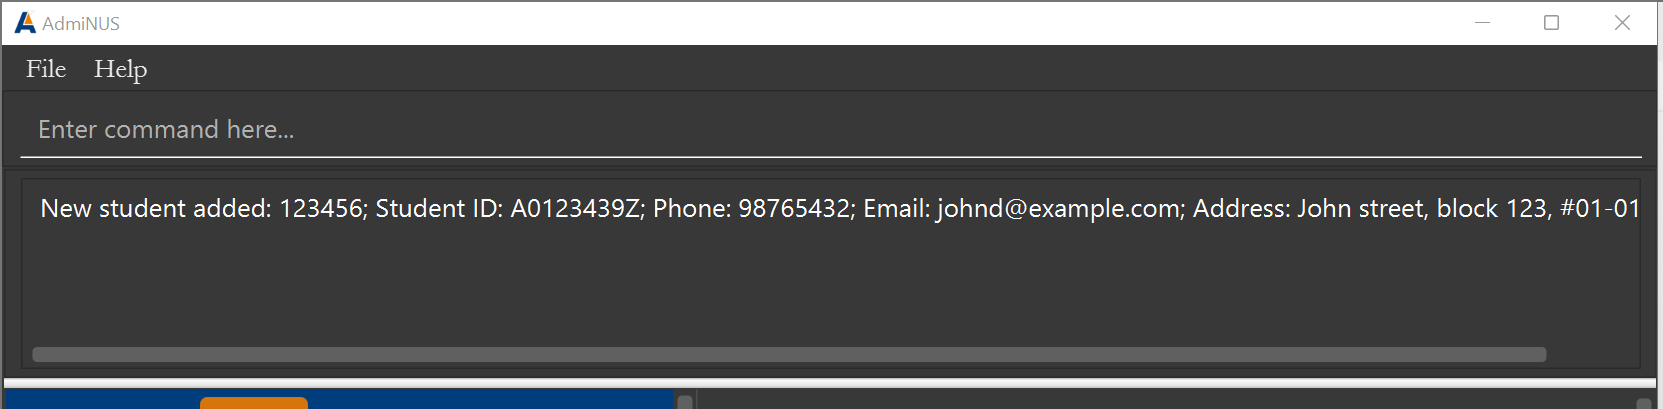 AdmiNUS
File Help
Enter command here...
New student added: 123456; Student ID: A0123439Z; Phone: 98765432; Email: johnd@example.com; Address: John street, block 123, #01-01